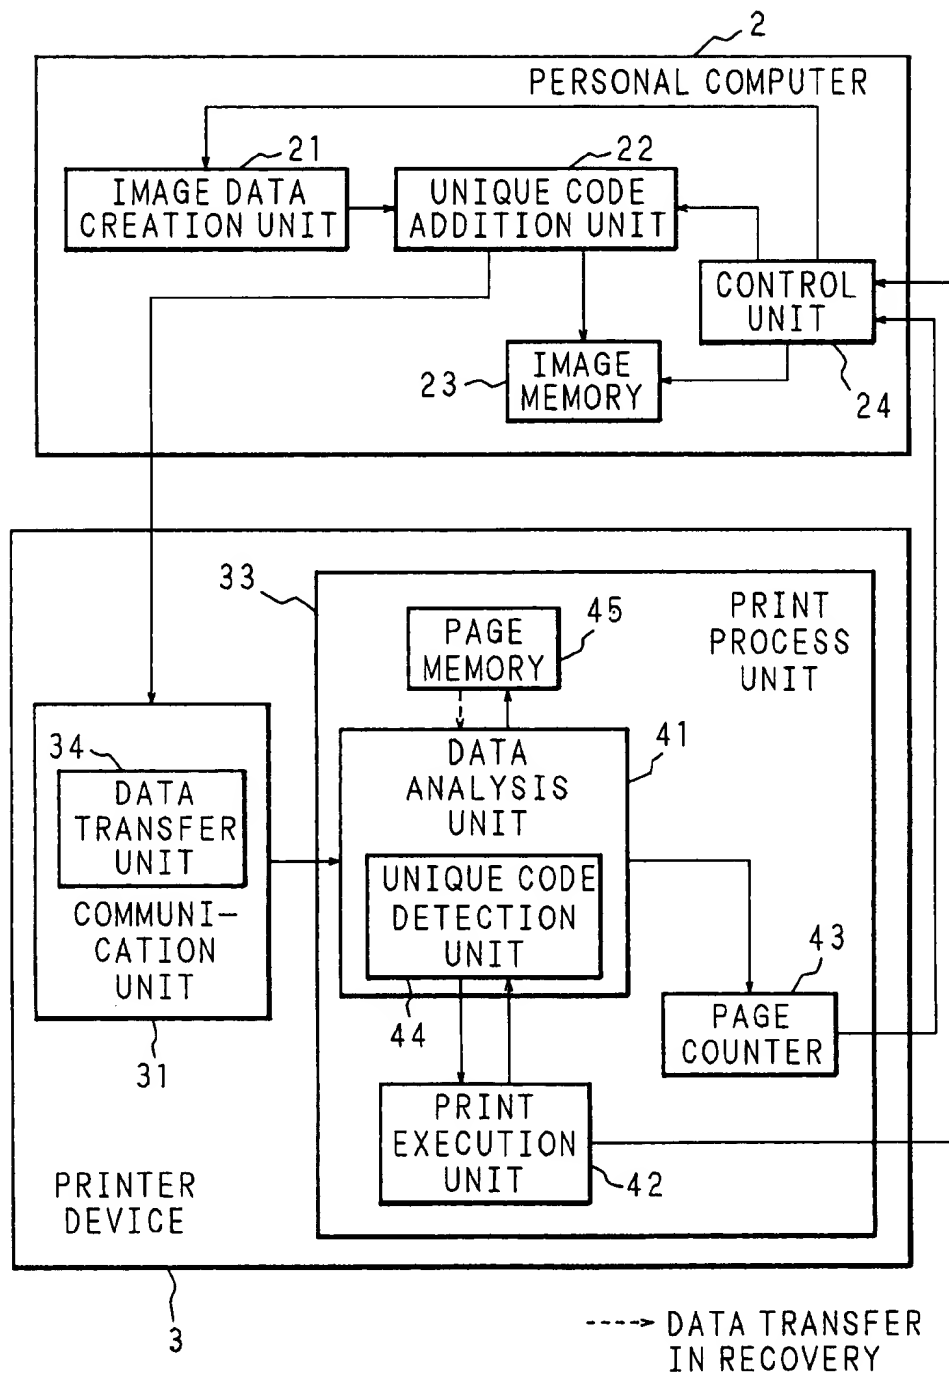 2
PERSONAL COMPUTER
21
IMAGE DATA
CREATION UNIT
22
UNIQUE CODE
ADDITION UNIT
CONTROL
UNIT
24
23
IMAGE
MEMORY
33
PRINT
PROCESS
UNIT
45
PAGE
MEMORY
34
DATA
TRANSFER
UNIT
COMMUNI-
CATION
UNIT
31
41
DATA
ANALYSIS
UNIT
UNIQUE CODE
DETECTION
UNIT
44
43
PAGE
COUNTER
PRINT
EXECUTION
UNIT
42
PRINTER
DEVICE
3
DATA TRANSFER
IN RECOVERY